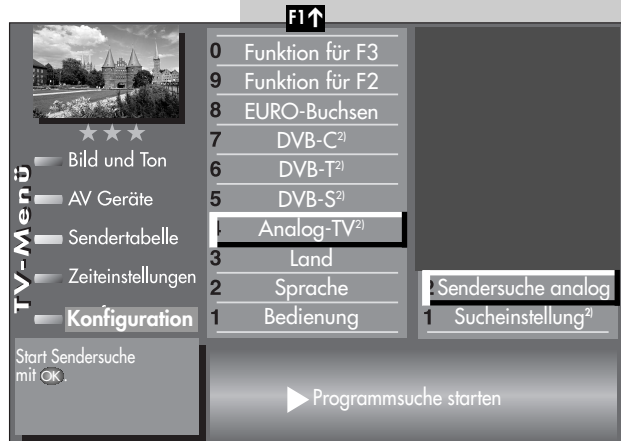 F1↑
TV-Menü
Bild und Ton
AV Geräte
Sendertabelle
Zeiteinstellungen
Konfiguration
0 Funktion für F3
9 Funktion für F2
8 EURO-Buchsen
7 DVB-C²⁾
6 DVB-T²⁾
5 DVB-S²⁾
4 Analog-TV²⁾
3 Land
2 Sprache
1 Bedienung
2 Sendersuche analog
1 Sucheinstellung²⁾
Start Sendersuche
mit OK.
Programmsuche starten